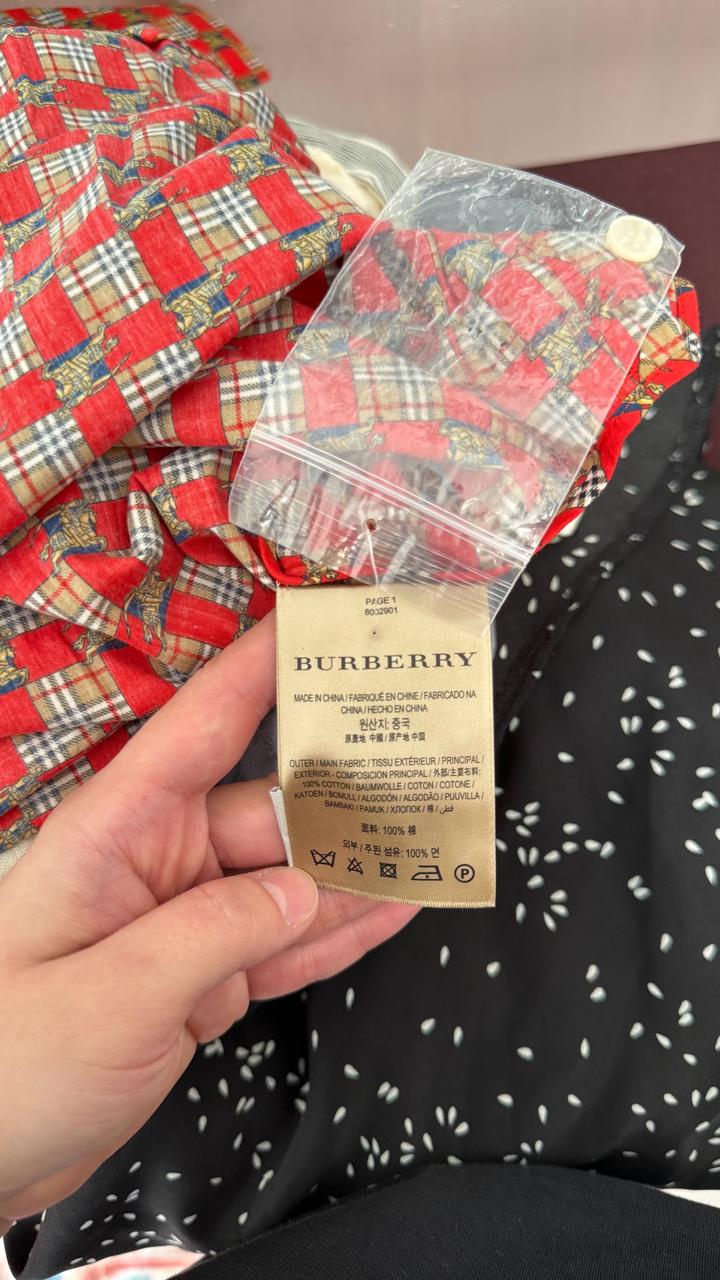 PAGE 1
8002901
BURBERRY
MADE IN CHINA / FABRIQUÉ EN CHINE / FABRICADO NA
CHINA / HECHO EN CHINA
원산지: 중국
原產地 中國 / 原产地 中国
OUTER / MAIN FABRIC / TISSU EXTÉRIEUR / PRINCIPAL /
EXTERIOR - COMPOSICION PRINCIPAL / 外部/主要布料:
100% COTTON / BAUMWOLLE / COTON / COTONE /
KATOEN / BOMULL / ALGODÓN / ALGODÃO / PUUVILLA /
BAMBAKI / PAMUK / ХЛОПОК / 棉 / قطن
面料: 100% 棉
외부 / 주된 섬유: 100% 면
P